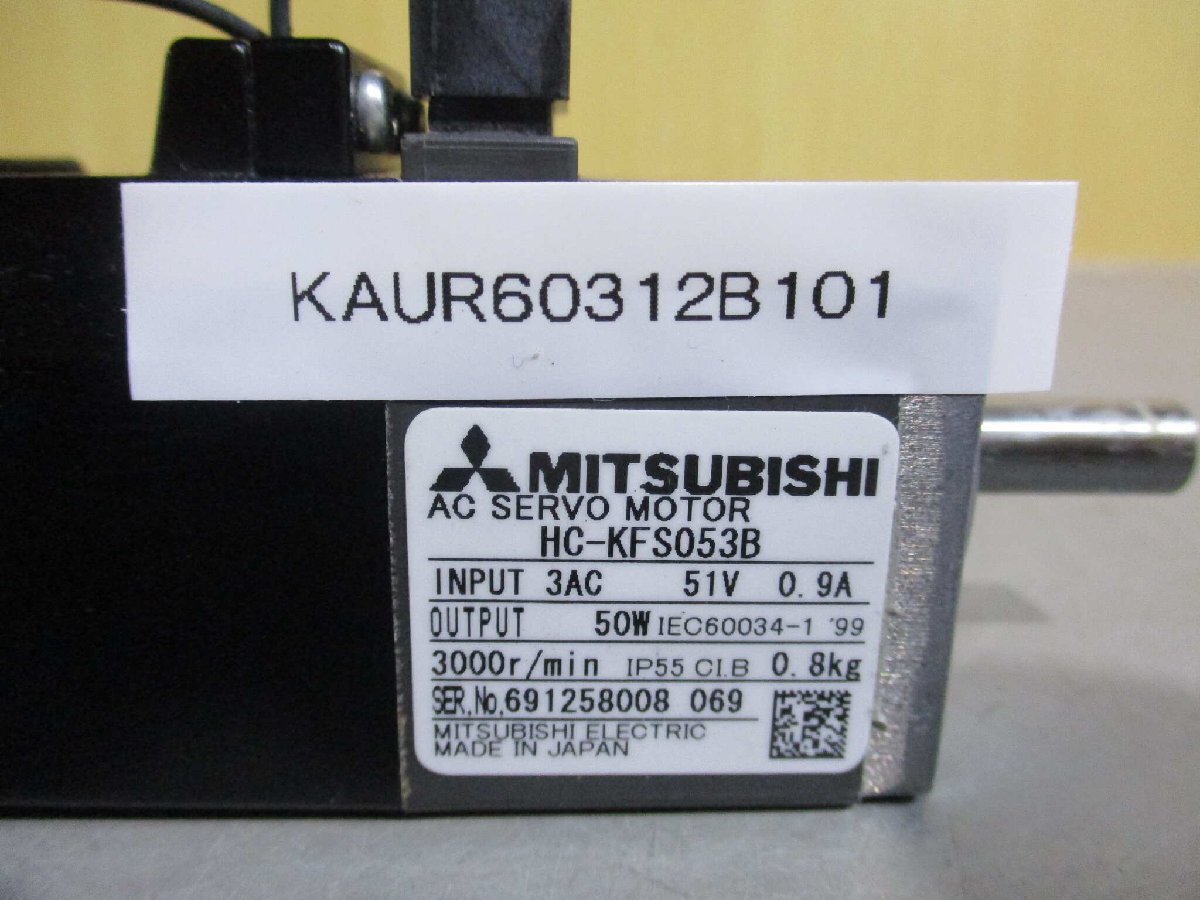 KAUR60312B101
MITSUBISHI
AC SERVO MOTOR
HC-KFS053B
INPUT 3AC 51V 0.9A
OUTPUT 50W IEC60034-1 '99
3000r/min IP55 CI.B 0.8kg
SER.No.691258008 069
MITSUBISHI ELECTRIC
MADE IN JAPAN